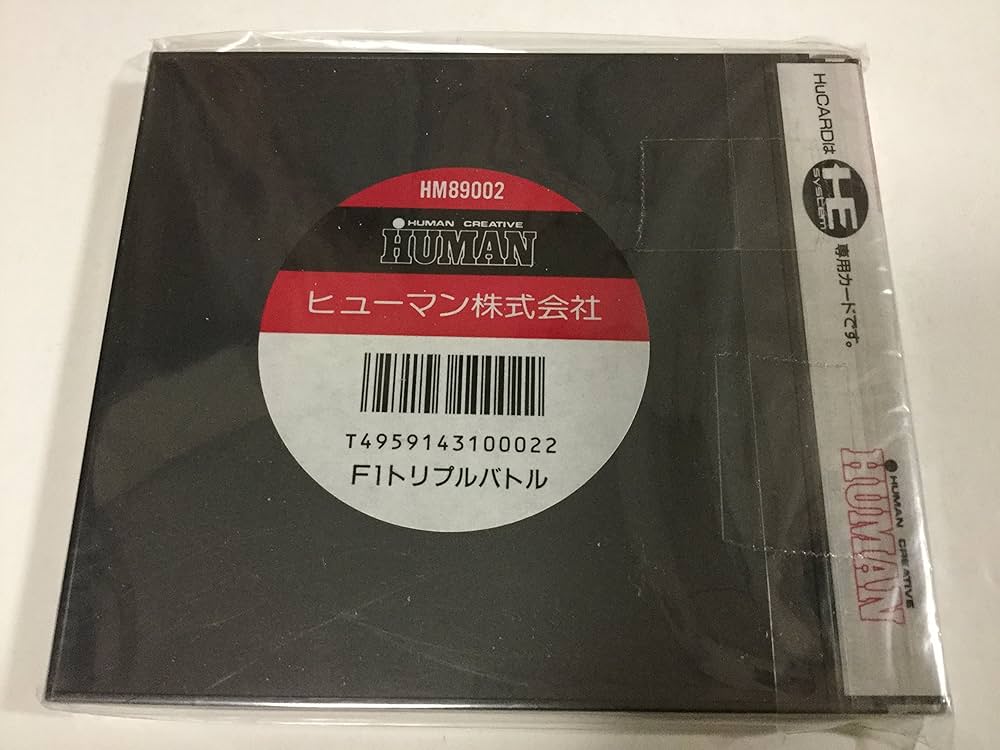 HM89002
HUMAN CREATIVE
HUMAN
ヒューマン株式会社
T4959143100022
F1トリプルバトル
HuCARDは HE SYSTEM 専用カードです。
HUMAN CREATIVE
HUMAN